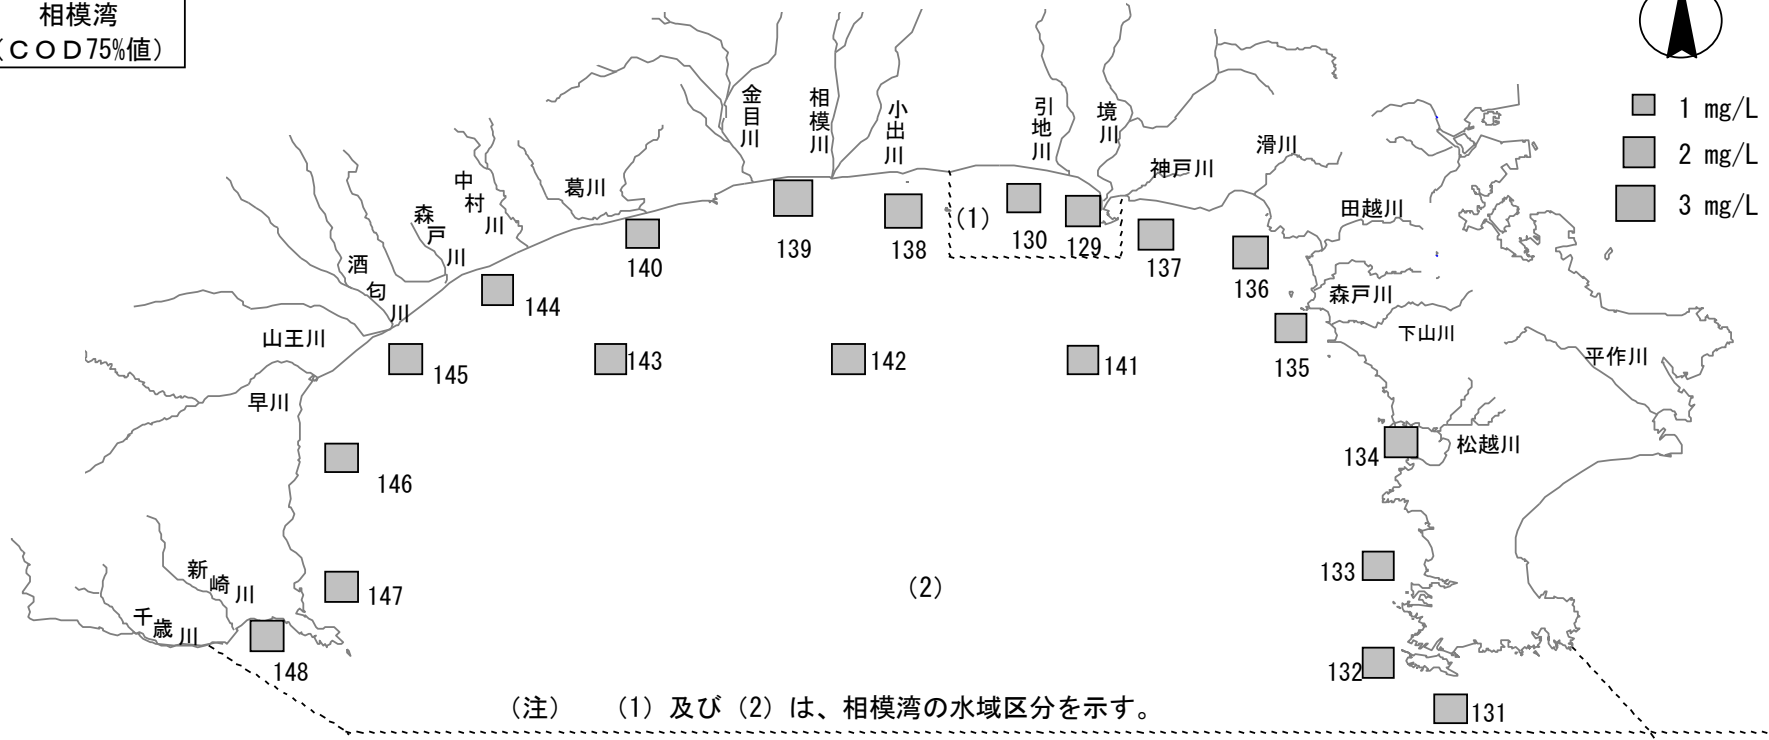 相模湾
（ＣＯＤ75%値）
1 mg/L
2 mg/L
3 mg/L
金目川
相模川
小出川
引地川
境川
神戸川
滑川
田越川
森戸川
下山川
平作川
松越川
葛川
中村川
森戸川
酒匂川
山王川
早川
新崎川
千歳川
(1)
130
129
137
136
135
134
133
132
131
138
139
140
144
145
143
142
141
146
147
148
(2)
（注）　（1）及び（2）は、相模湾の水域区分を示す。